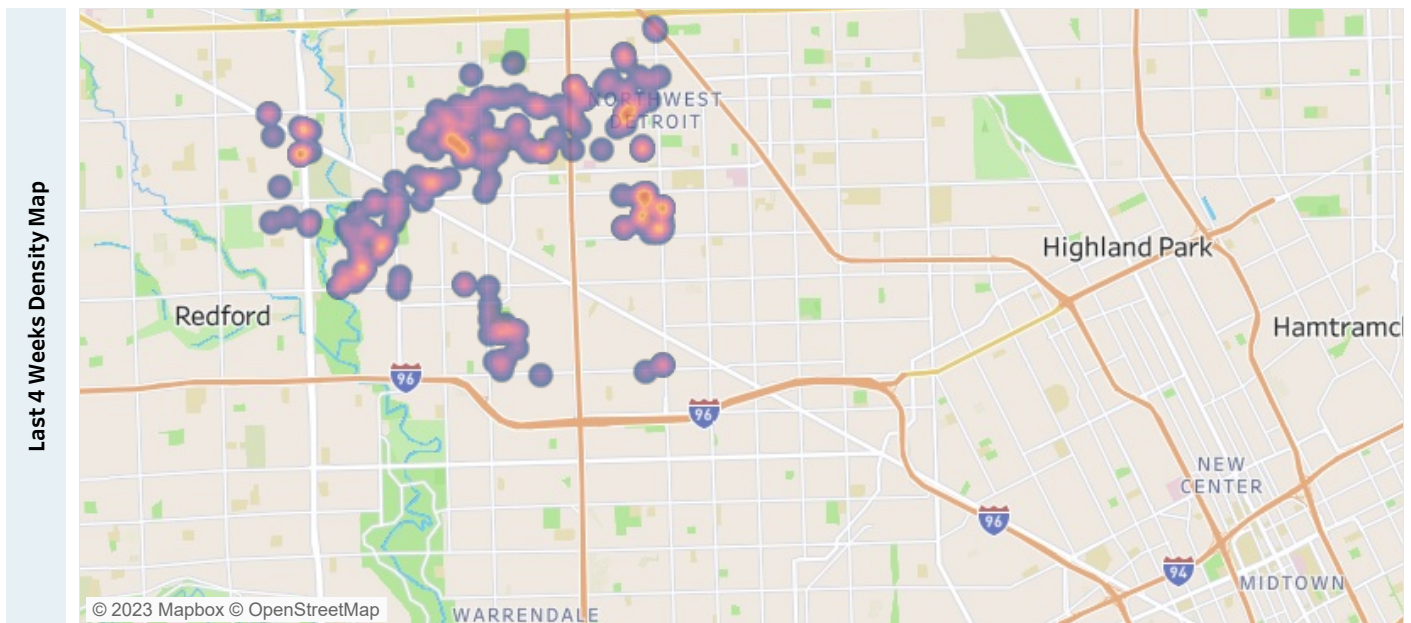 Last 4 Weeks Density Map
NORTHWEST
DETROIT
Highland Park
Redford
Hamtramc
96
96
NEW
CENTER
96
94
MIDTOWN
© 2023 Mapbox © OpenStreetMap
WARRENDALE